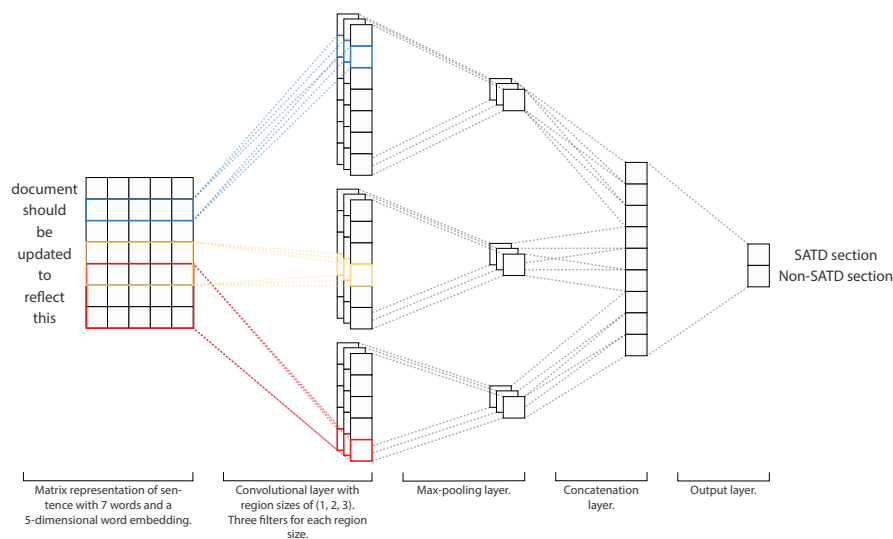 document
should
be
updated
to
reflect
this
SATD section
Non-SATD section
Matrix representation of sen-
tence with 7 words and a
5-dimensional word embedding.
Convolutional layer with
region sizes of (1, 2, 3).
Three filters for each region
size.
Max-pooling layer.
Concatenation
layer.
Output layer.